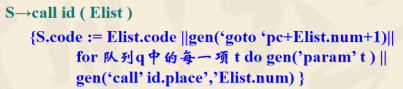 S→call id ( Elist )
{S.code := Elist.code ||gen(‘goto ‘pc+Elist.num+1)||
for 队列q中的每一项 t do gen(’param’ t ) ||
gen(‘call’ id.place’,’Elist.num) }